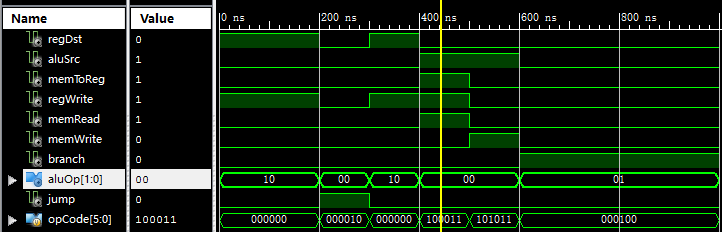 Name Value 0 ns 200 ns 400 ns 600 ns 800 ns
regDst 0
aluSrc 1
memToReg 1
regWrite 1
memRead 1
memWrite 0
branch 0
aluOp[1:0] 00 10 00 10 00 01
jump 0
opCode[5:0] 100011 000000 000010 000000 100011 101011 000100